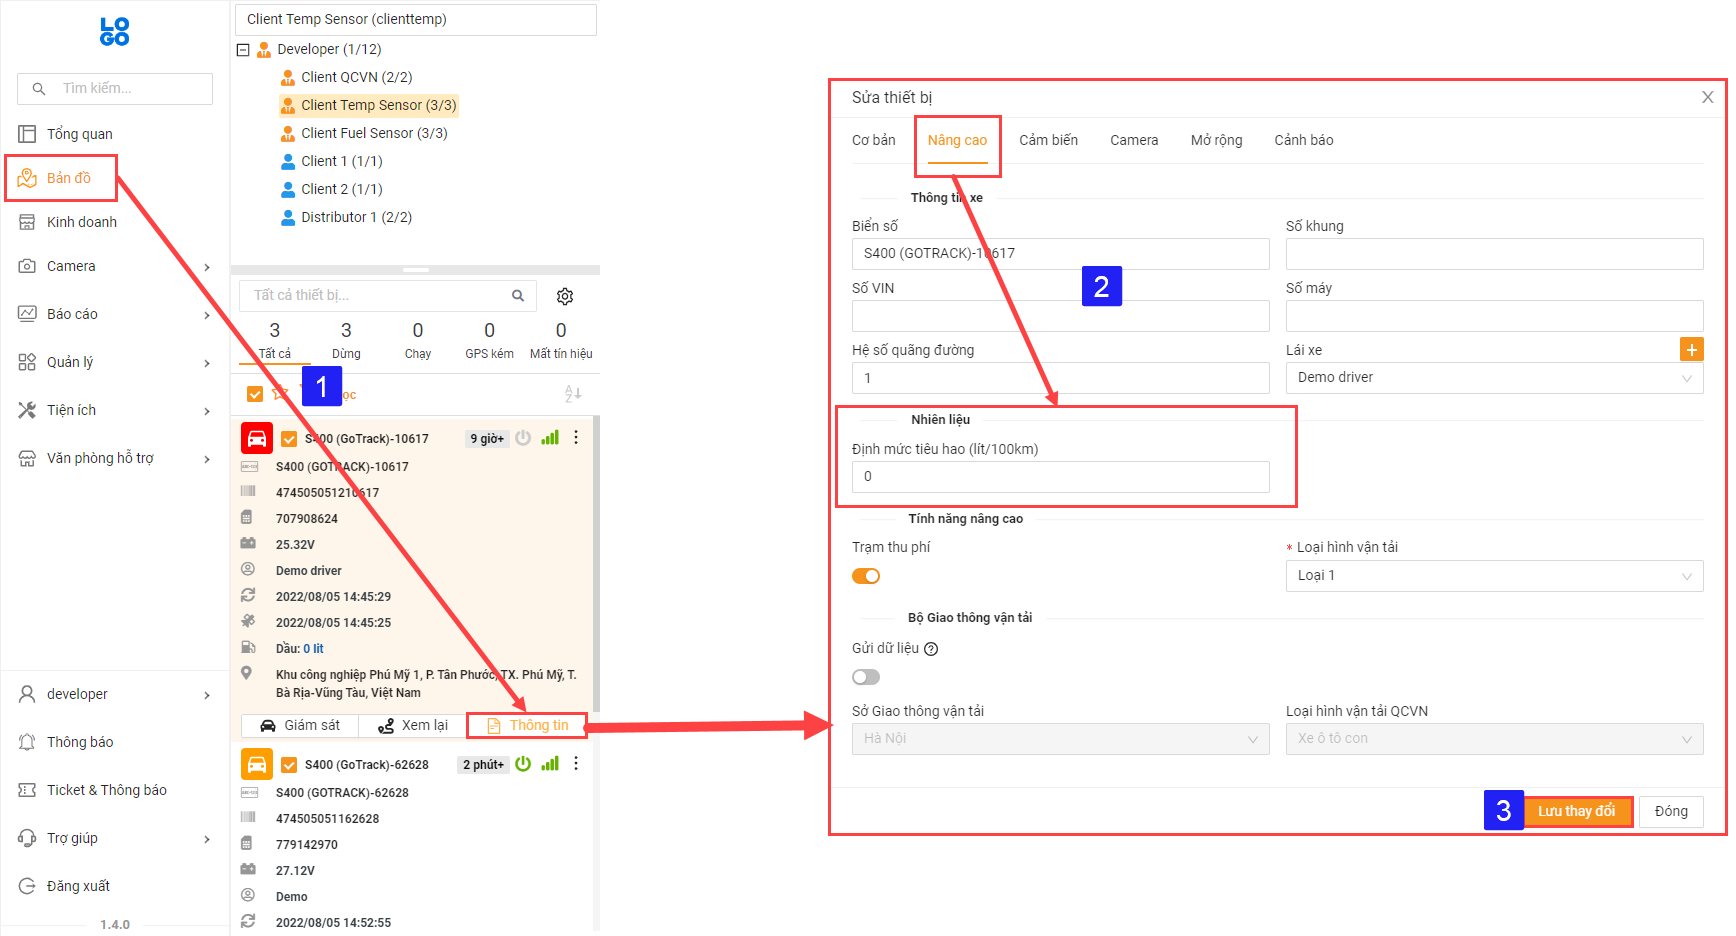 LO
GO
Tìm kiếm...
Tổng quan
Bản đồ
Kinh doanh
Camera
Báo cáo
Quản lý
Tiện ích
Văn phòng hỗ trợ
developer
Thông báo
Ticket & Thông báo
Trợ giúp
Đăng xuất
1.4.0
Client Temp Sensor (clienttemp)
Developer (1/12)
Client QCVN (2/2)
Client Temp Sensor (3/3)
Client Fuel Sensor (3/3)
Client 1 (1/1)
Client 2 (1/1)
Distributor 1 (2/2)
Tất cả thiết bị...
3 3 0 0 0
Tất cả Dừng Chạy GPS kém Mất tín hiệu
1
ọc
S400 (GoTrack)-10617 9 giờ+
S400 (GOTRACK)-10617
474505051210617
707908624
25.32V
Demo driver
2022/08/05 14:45:29
2022/08/05 14:45:25
Dầu: 0 lít
Khu công nghiệp Phú Mỹ 1, P. Tân Phước, TX. Phú Mỹ, T.
Bà Rịa-Vũng Tàu, Việt Nam
Giám sát Xem lại Thông tin
S400 (GoTrack)-62628 2 phút+
S400 (GOTRACK)-62628
474505051162628
779142970
27.12V
Demo
2022/08/05 14:52:55
Sửa thiết bị X
Cơ bản Nâng cao Cảm biến Camera Mở rộng Cảnh báo
Thông tin xe
Biển số Số khung
S400 (GOTRACK)-10617
2
Số VIN Số máy
Hệ số quãng đường Lái xe
1 Demo driver
Nhiên liệu
Định mức tiêu hao (lít/100km)
0
Tính năng nâng cao
Trạm thu phí * Loại hình vận tải
Loại 1
Bộ Giao thông vận tải
Gửi dữ liệu
Sở Giao thông vận tải Loại hình vận tải QCVN
Hà Nội Xe ô tô con
3 Lưu thay đổi Đóng